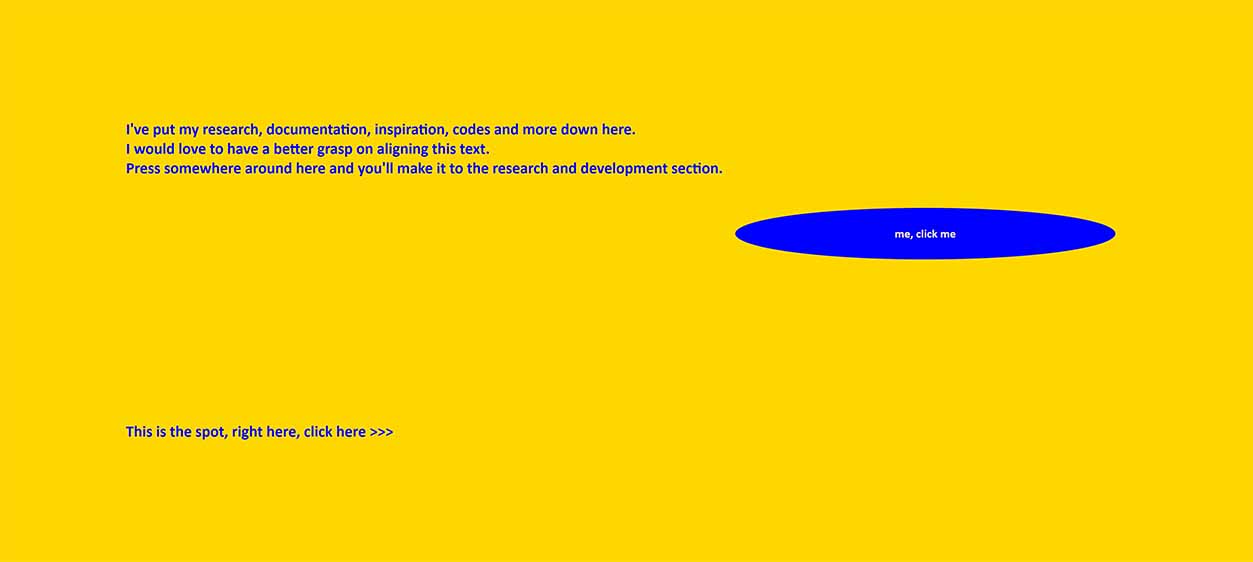 I've put my research, documentation, inspiration, codes and more down here.
I would love to have a better grasp on aligning this text.
Press somewhere around here and you'll make it to the research and development section.
me, click me
This is the spot, right here, click here >>>